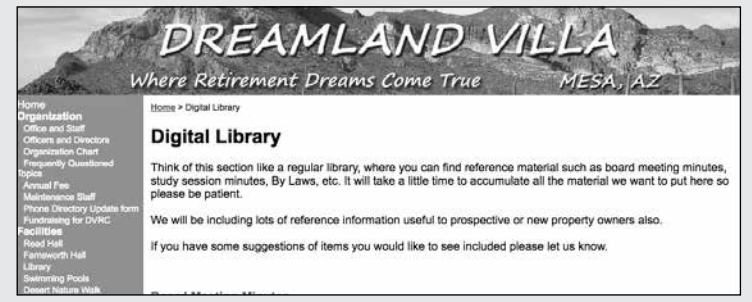 DREAMLAND VILLA
Where Retirement Dreams Come True MESA, AZ
Home
Organization
Office and Staff
Officers and Directors
Organization Chart
Frequently Questioned
Topics
Annual Fee
Maintenance Staff
Phone Directory Update form
Fundraising for DVRC
Facilities
Read Hall
Farnsworth Hall
Library
Swimming Pools
Desert Nature Walk
Home > Digital Library
Digital Library
Think of this section like a regular library, where you can find reference material such as board meeting minutes,
study session minutes, By Laws, etc. It will take a little time to accumulate all the material we want to put here so
please be patient.
We will be including lots of reference information useful to prospective or new property owners also.
If you have some suggestions of items you would like to see included please let us know.